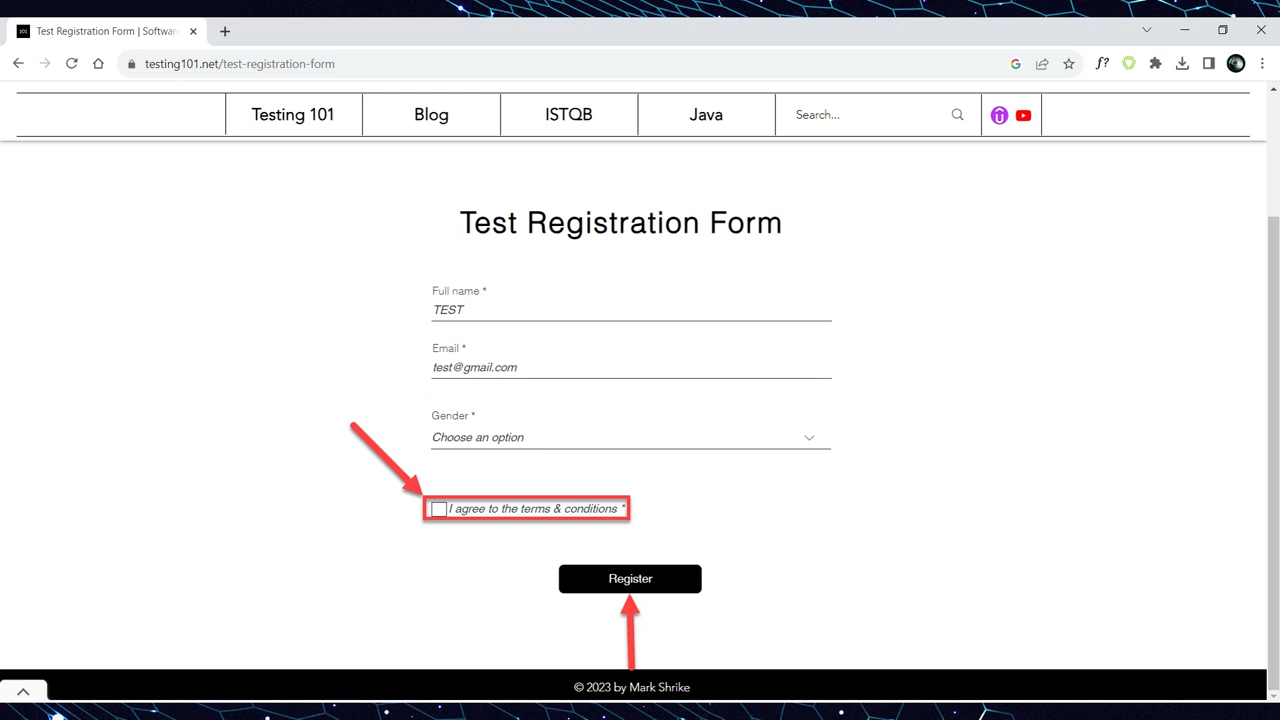 101
Test Registration Form | Softwar
testing101.net/test-registration-form
G
f?
Testing 101
Blog
ISTQB
Java
Search...
Test Registration Form
Full name *
TEST
Email *
test@gmail.com
Gender *
Choose an option
I agree to the terms & conditions *
Register
© 2023 by Mark Shrike